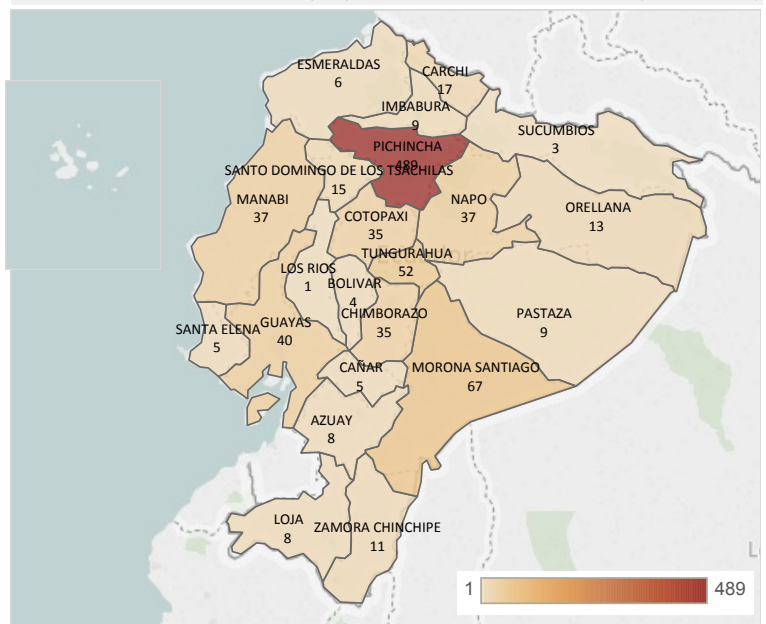 ESMERALDAS
6
CARCHI
17
IMBABURA
9
SUCUMBIOS
3
PICHINCHA
489
SANTO DOMINGO DE LOS TSACHILAS
15
MANABI
37
NAPO
37
ORELLANA
13
COTOPAXI
35
Ecuador
TUNGURAHUA
52
LOS RIOS
1
BOLIVAR
4
CHIMBORAZO
35
PASTAZA
9
SANTA ELENA
5
GUAYAS
40
CAÑAR
5
MORONA SANTIAGO
67
AZUAY
8
LOJA
8
ZAMORA CHINCHIPE
11
1
489